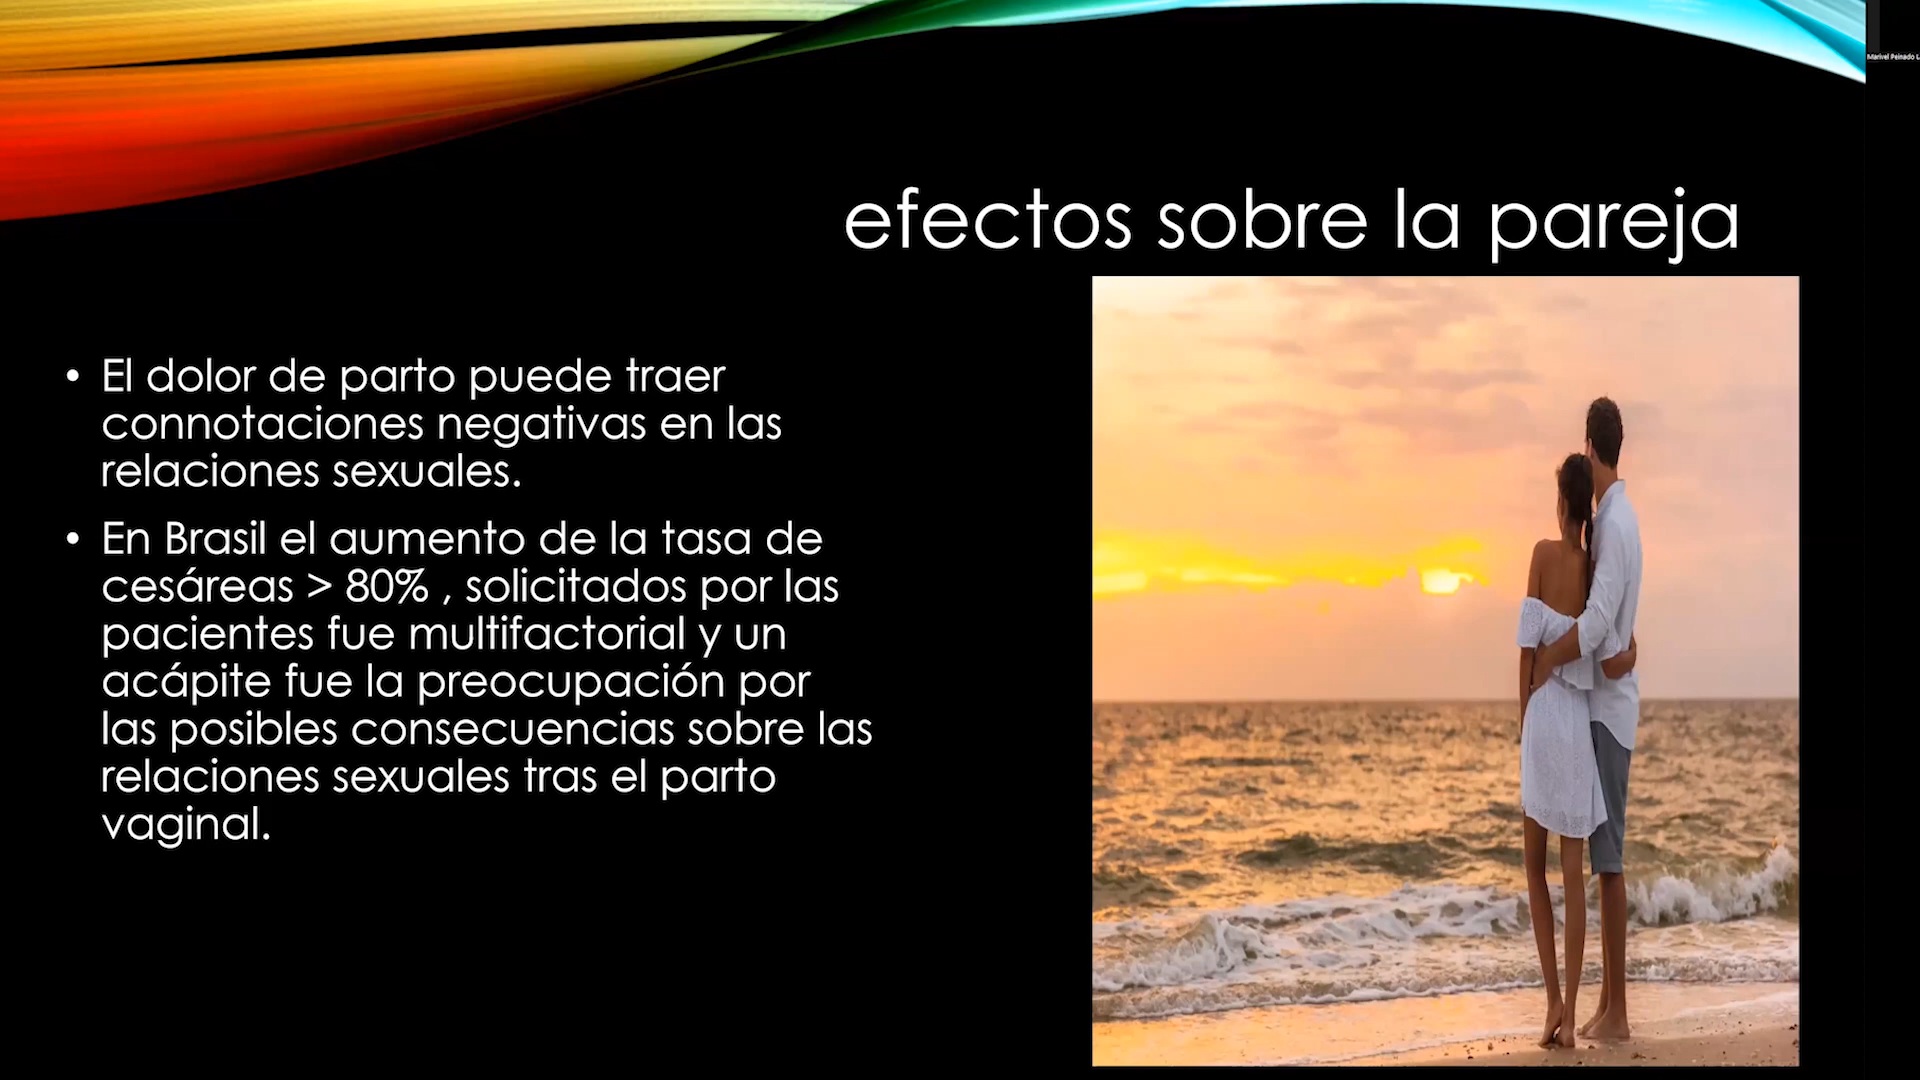 Marivel Peinado L
efectos sobre la pareja
• El dolor de parto puede traer
connotaciones negativas en las
relaciones sexuales.
• En Brasil el aumento de la tasa de
cesáreas > 80% , solicitados por las
pacientes fue multifactorial y un
acápite fue la preocupación por
las posibles consecuencias sobre las
relaciones sexuales tras el parto
vaginal.